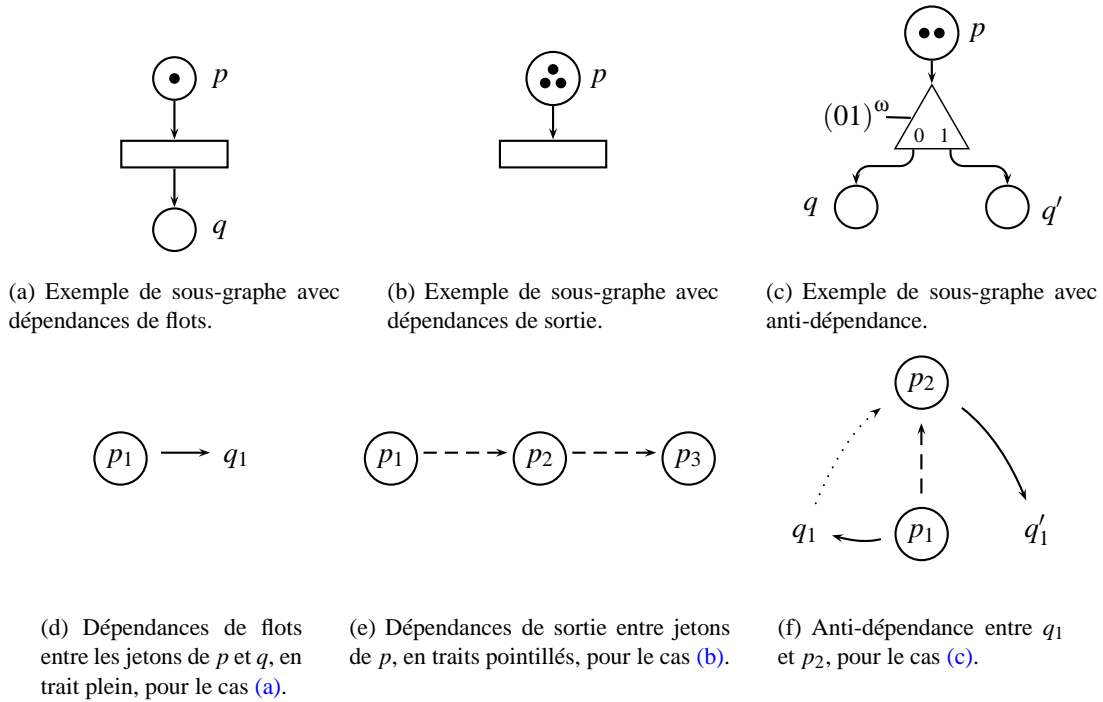 p
q
(a) Exemple de sous-graphe avec
dépendances de flots.
p
(b) Exemple de sous-graphe avec
dépendances de sortie.
p
(01)^ω
0 1
q
q′
(c) Exemple de sous-graphe avec
anti-dépendance.
p₁
q₁
(d) Dépendances de flots
entre les jetons de p et q, en
trait plein, pour le cas (a).
p₁
p₂
p₃
(e) Dépendances de sortie entre jetons
de p, en traits pointillés, pour le cas (b).
p₂
q₁
p₁
q′₁
(f) Anti-dépendance entre q₁
et p₂, pour le cas (c).